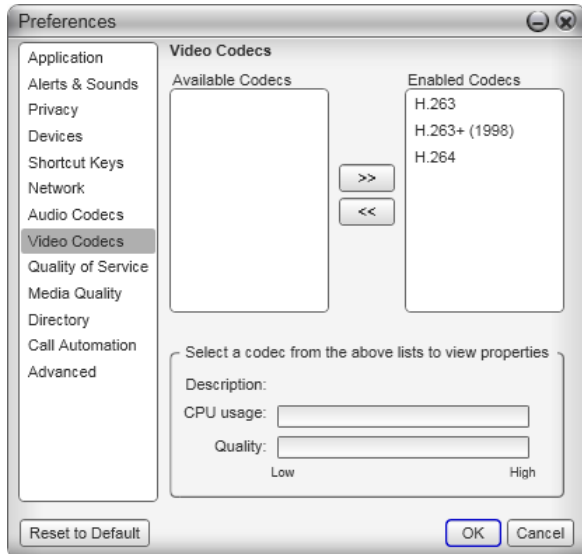 Preferences
Application
Alerts & Sounds
Privacy
Devices
Shortcut Keys
Network
Audio Codecs
Video Codecs
Quality of Service
Media Quality
Directory
Call Automation
Advanced
Video Codecs
Available Codecs
Enabled Codecs
H.263
H.263+ (1998)
H.264
>>
<<
Select a codec from the above lists to view properties
Description:
CPU usage:
Quality:
Low High
Reset to Default
OK
Cancel